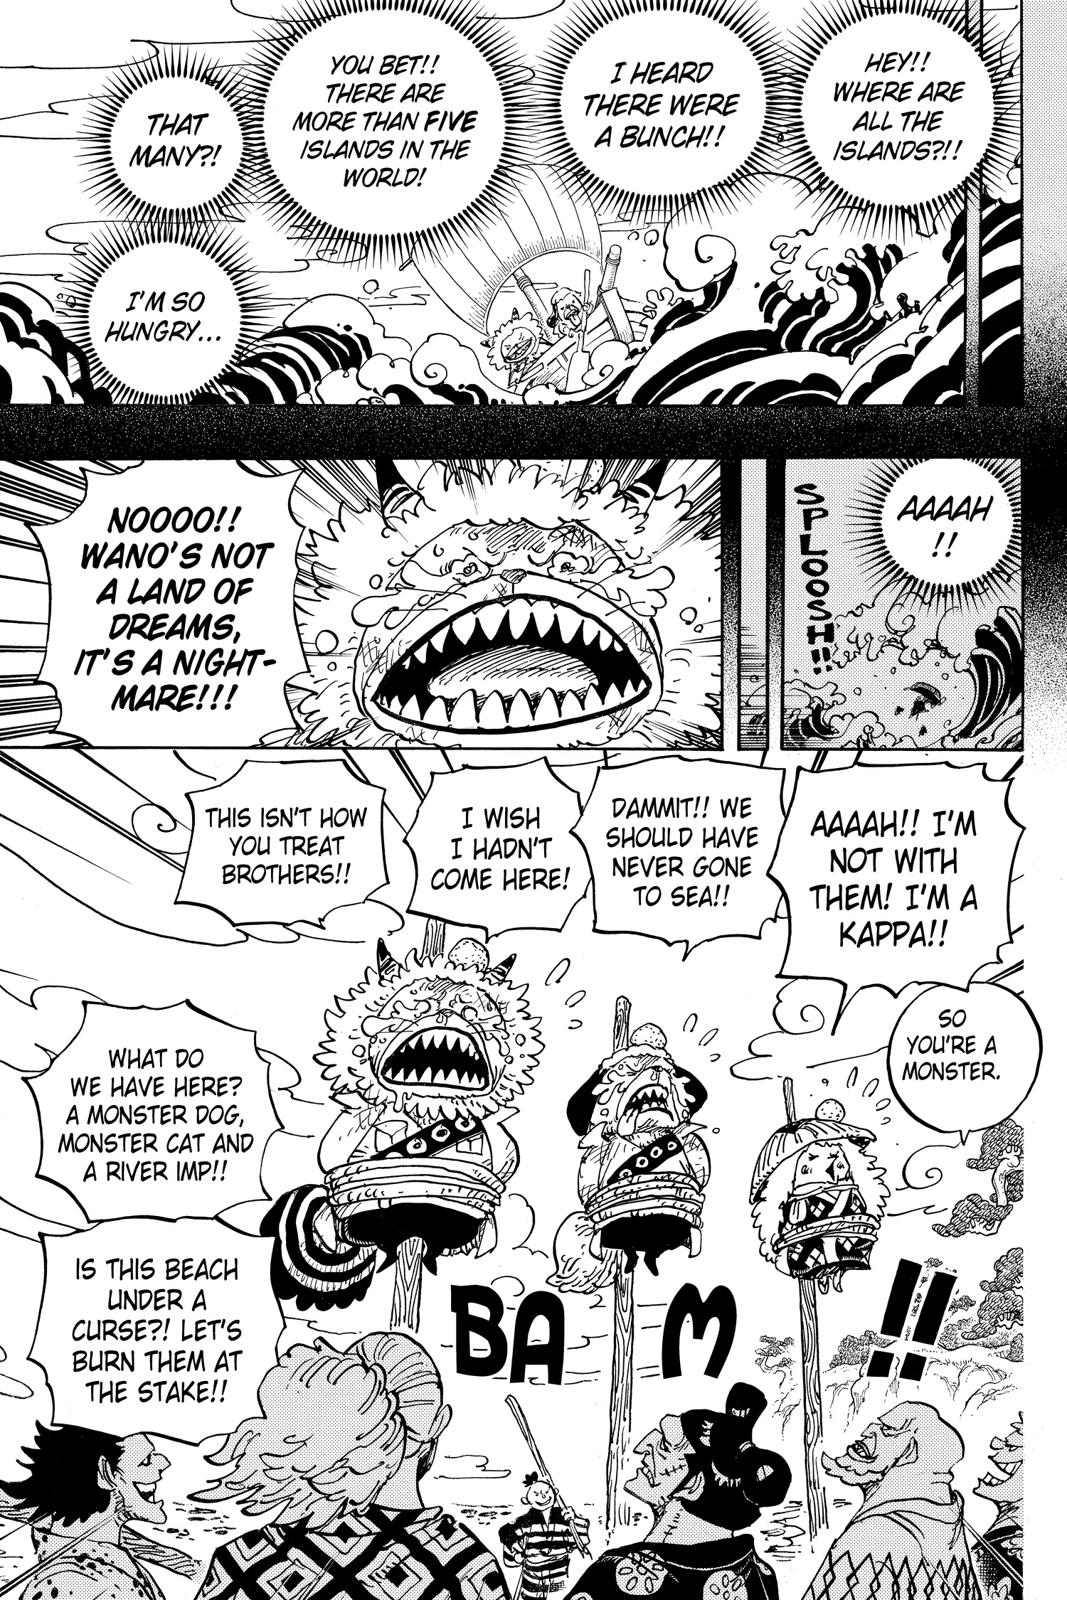 HEY!!
WHERE ARE
ALL THE
ISLANDS?!!
I HEARD
THERE WERE
A BUNCH!!
YOU BET!!
THERE ARE
MORE THAN FIVE
ISLANDS IN THE
WORLD!
THAT
MANY?!
I'M SO
HUNGRY...
AAAAH
!!
SPLOOSH!!
NOOOO!!
WANO'S NOT
A LAND OF
DREAMS,
IT'S A NIGHT-
MARE!!!
AAAAH!! I'M
NOT WITH
THEM! I'M A
KAPPA!!
DAMMIT!! WE
SHOULD HAVE
NEVER GONE
TO SEA!!
I WISH
I HADN'T
COME HERE!
THIS ISN'T HOW
YOU TREAT
BROTHERS!!
SO
YOU'RE A
MONSTER.
WHAT DO
WE HAVE HERE?
A MONSTER DOG,
MONSTER CAT AND
A RIVER IMP!!
IS THIS BEACH
UNDER A
CURSE?! LET'S
BURN THEM AT
THE STAKE!!
BAM
!!